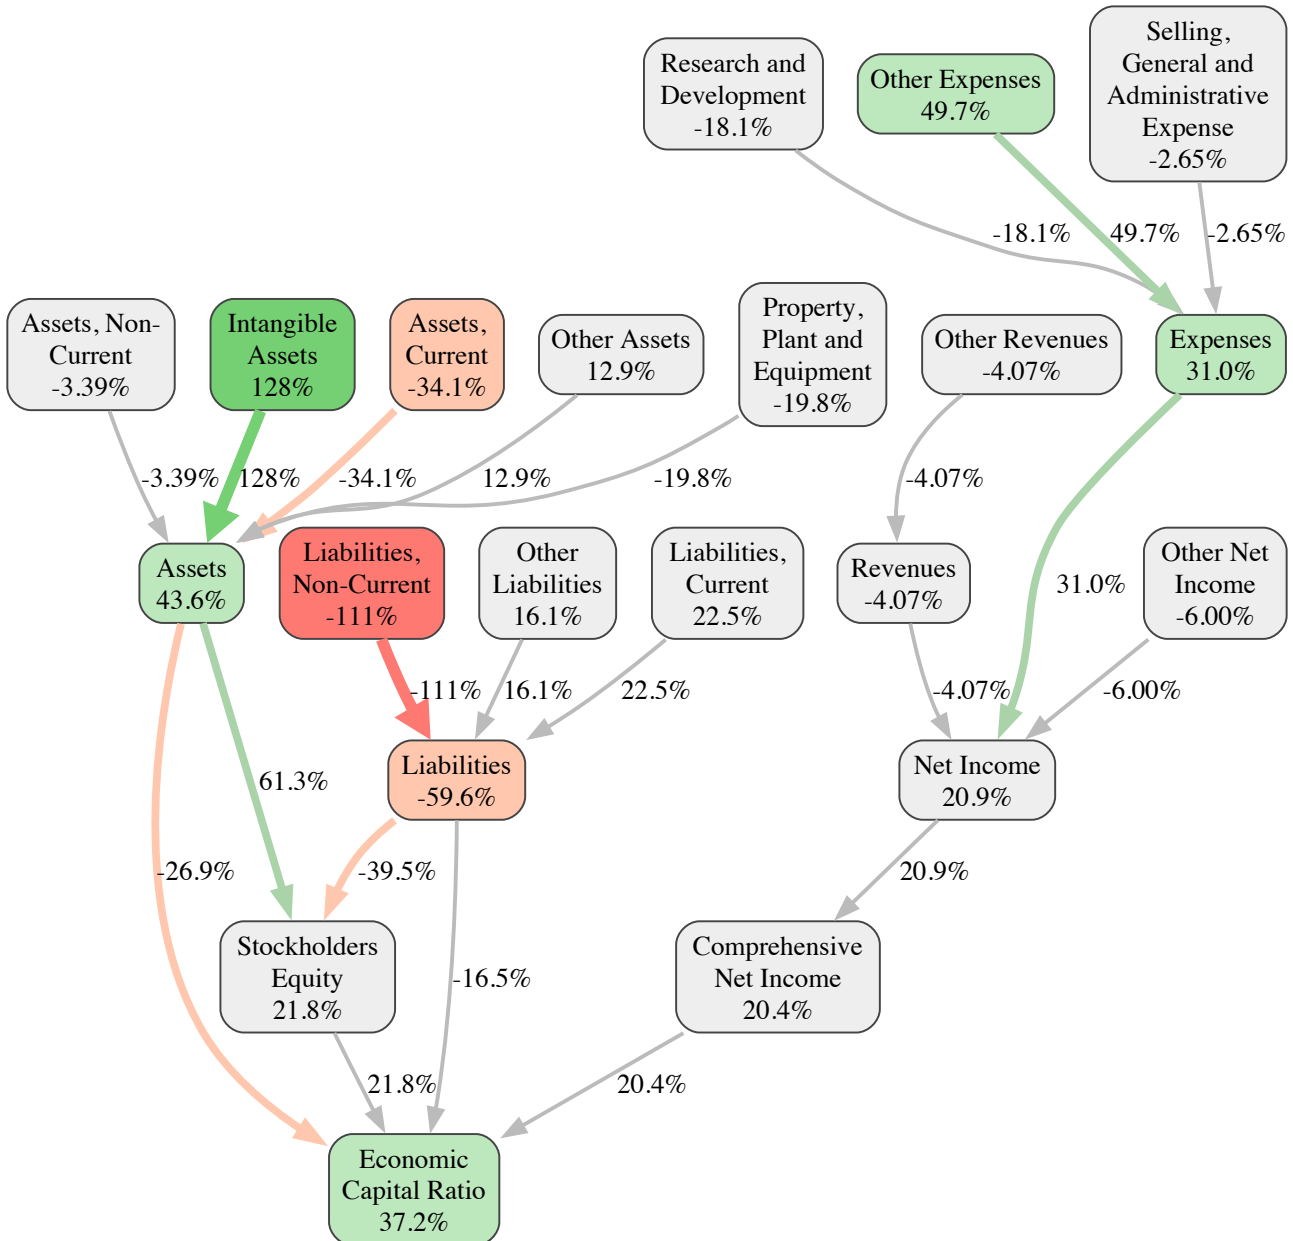 Selling,
General and
Administrative
Expense
-2.65%
Research and
Development
-18.1%
Other Expenses
49.7%
-18.1%
49.7%
-2.65%
Assets, Non-
Current
-3.39%
Intangible
Assets
128%
Assets,
Current
-34.1%
Other Assets
12.9%
Property,
Plant and
Equipment
-19.8%
Other Revenues
-4.07%
Expenses
31.0%
-3.39%
128%
-34.1%
12.9%
-19.8%
-4.07%
Assets
43.6%
Liabilities,
Non-Current
-111%
Other
Liabilities
16.1%
Liabilities,
Current
22.5%
Revenues
-4.07%
31.0%
Other Net
Income
-6.00%
-111%
16.1%
22.5%
-4.07%
-6.00%
61.3%
Liabilities
-59.6%
Net Income
20.9%
-26.9%
-39.5%
20.9%
Stockholders
Equity
21.8%
-16.5%
Comprehensive
Net Income
20.4%
21.8%
20.4%
Economic
Capital Ratio
37.2%